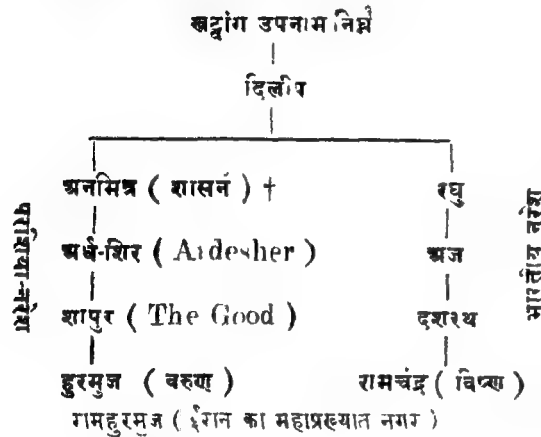 खट्वांग उपनाम निर्घ्न
दिलीप
अनमित्र ( शासन ) † रघु
अर्ध-शिर ( Ardesher ) अज
शापुर ( The Good ) दशरथ
हुरमुज ( वरुण ) रामचंद्र ( विष्ण )
रामहुरमुज ( ईरान का महाप्रख्यात नगर )
परशिया-नरेश
भारतीय नरेश